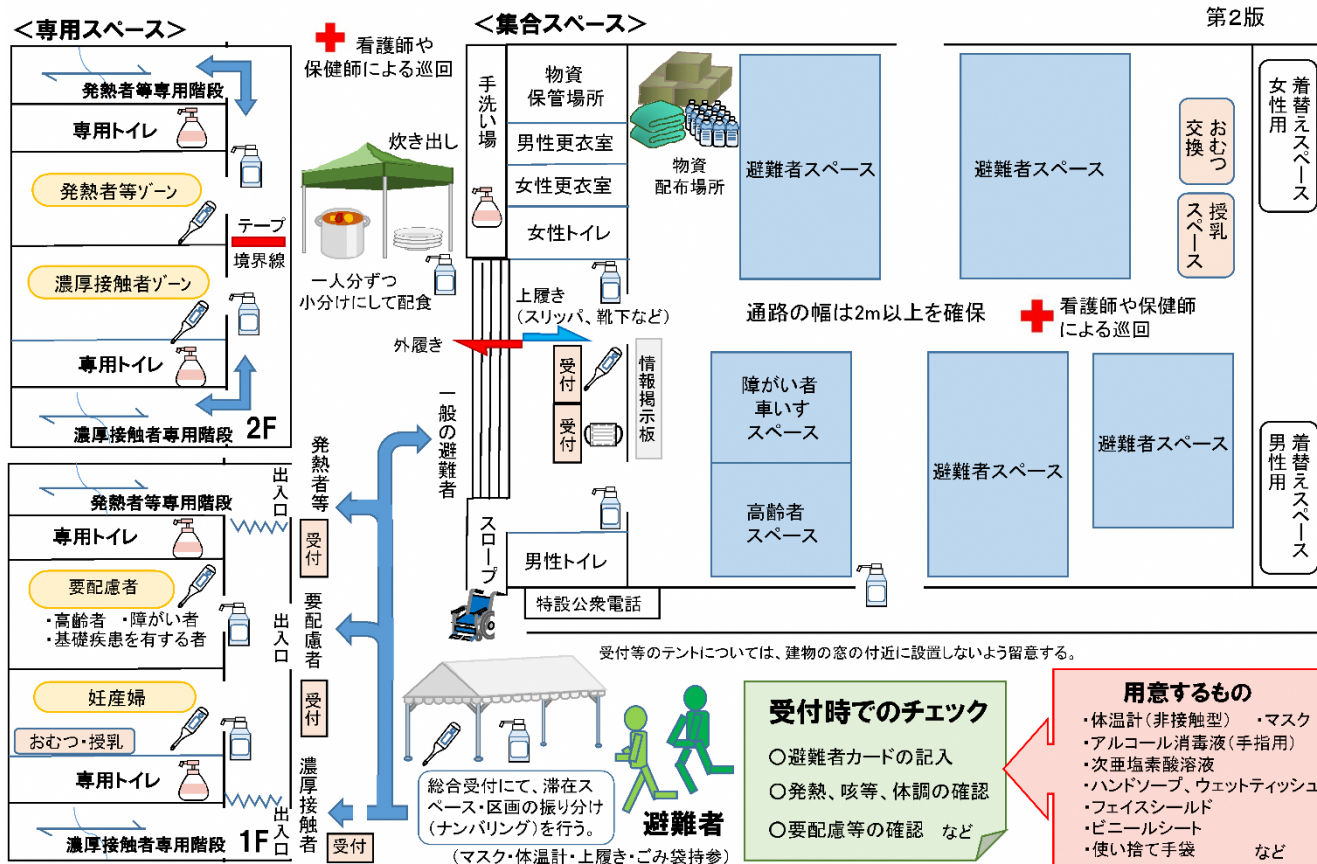 第2版
<専用スペース>
発熱者等専用階段
専用トイレ
発熱者等ゾーン
テープ
境界線
濃厚接触者ゾーン
専用トイレ
濃厚接触者専用階段
2F
発熱者等専用階段
専用トイレ
要配慮者
・高齢者 ・障がい者
・基礎疾患を有する者
妊産婦
おむつ・授乳
専用トイレ
濃厚接触者専用階段
1F
出入口
出入口
出入口
発熱者等
受付
要配慮者
受付
濃厚接触者
受付
一般の避難者
看護師や
保健師による巡回
炊き出し
一人分ずつ
小分けにして配食
<集合スペース>
手洗い場
物資
保管場所
男性更衣室
女性更衣室
女性トイレ
物資
配布場所
上履き
(スリッパ、靴下など)
外履き
受付
受付
情報掲示板
スロープ
男性トイレ
特設公衆電話
避難者スペース
避難者スペース
おむつ
交換
授乳
スペース
着替えスペース
女性用
通路の幅は2m以上を確保
看護師や保健師
による巡回
障がい者
車いす
スペース
高齢者
スペース
避難者スペース
避難者スペース
着替えスペース
男性用
受付等のテントについては、建物の窓の付近に設置しないよう留意する。
総合受付にて、滞在ス
ペース・区画の振り分け
(ナンバリング)を行う。
避難者
(マスク・体温計・上履き・ごみ袋持参)
受付時でのチェック
○避難者カードの記入
○発熱、咳等、体調の確認
○要配慮等の確認 など
用意するもの
・体温計(非接触型) ・マスク
・アルコール消毒液(手指用)
・次亜塩素酸溶液
・ハンドソープ、ウェットティッシュ
・フェイスシールド
・ビニールシート
・使い捨て手袋 など